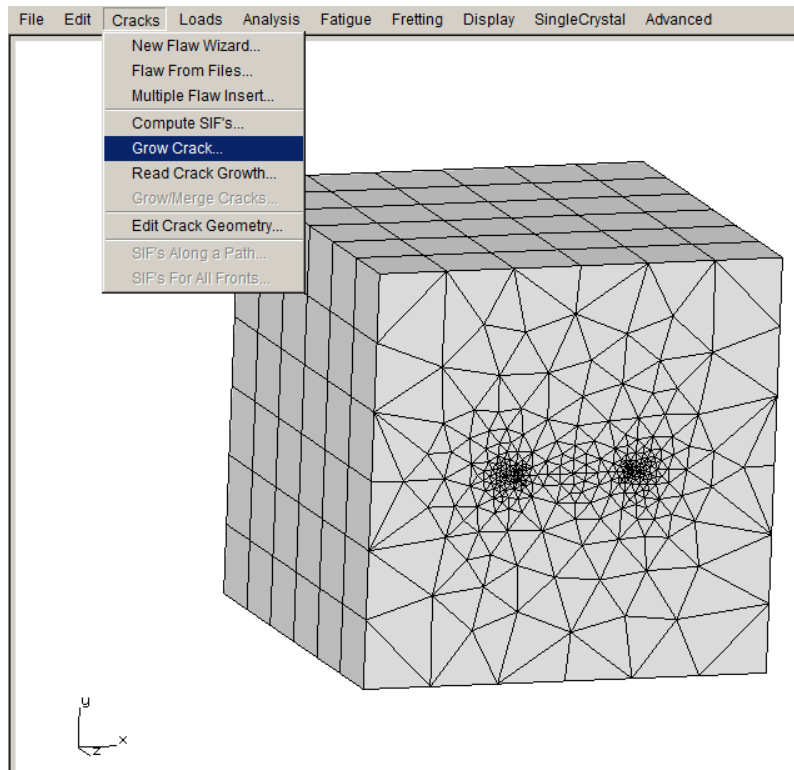 File Edit Cracks Loads Analysis Fatigue Fretting Display SingleCrystal Advanced
New Flaw Wizard...
Flaw From Files...
Multiple Flaw Insert...
Compute SIF's...
Grow Crack...
Read Crack Growth...
Grow/Merge Cracks...
Edit Crack Geometry...
SIF's Along a Path...
SIF's For All Fronts...
y
x
z